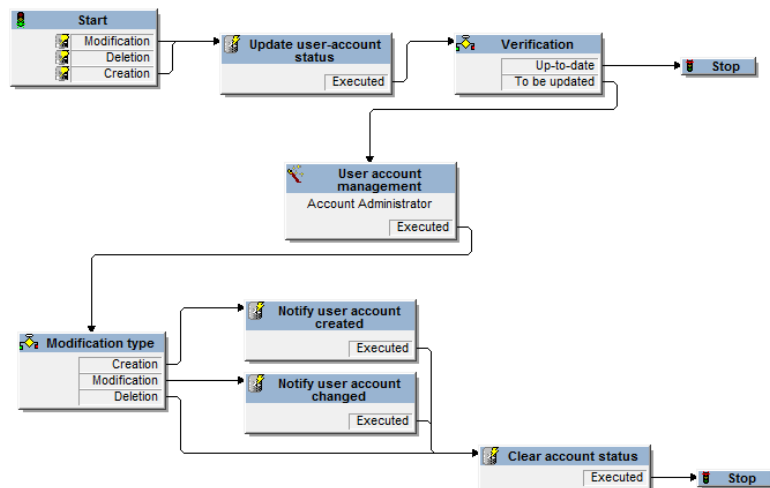 Start
Modification
Deletion
Creation
Update user-account
status
Executed
Verification
Up-to-date
To be updated
Stop
User account
management
Account Administrator
Executed
Modification type
Creation
Modification
Deletion
Notify user account
created
Executed
Notify user account
changed
Executed
Clear account status
Executed
Stop